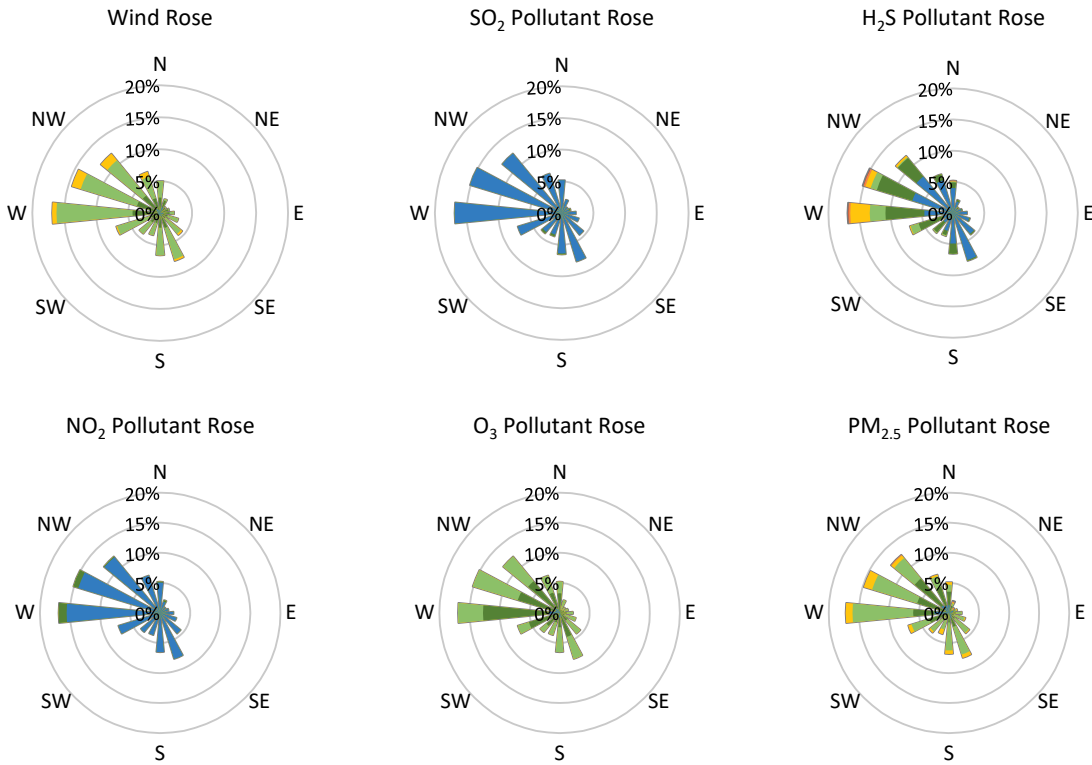 Wind Rose
N
20%
15%
10%
5%
0%
NW
NE
W
E
SW
SE
S
SO₂ Pollutant Rose
N
20%
15%
10%
5%
0%
NW
NE
W
E
SW
SE
S
H₂S Pollutant Rose
N
20%
15%
10%
5%
0%
NW
NE
W
E
SW
SE
S
NO₂ Pollutant Rose
N
20%
15%
10%
5%
0%
NW
NE
W
E
SW
SE
S
O₃ Pollutant Rose
N
20%
15%
10%
5%
0%
NW
NE
W
E
SW
SE
S
PM₂.₅ Pollutant Rose
N
20%
15%
10%
5%
0%
NW
NE
W
E
SW
SE
S